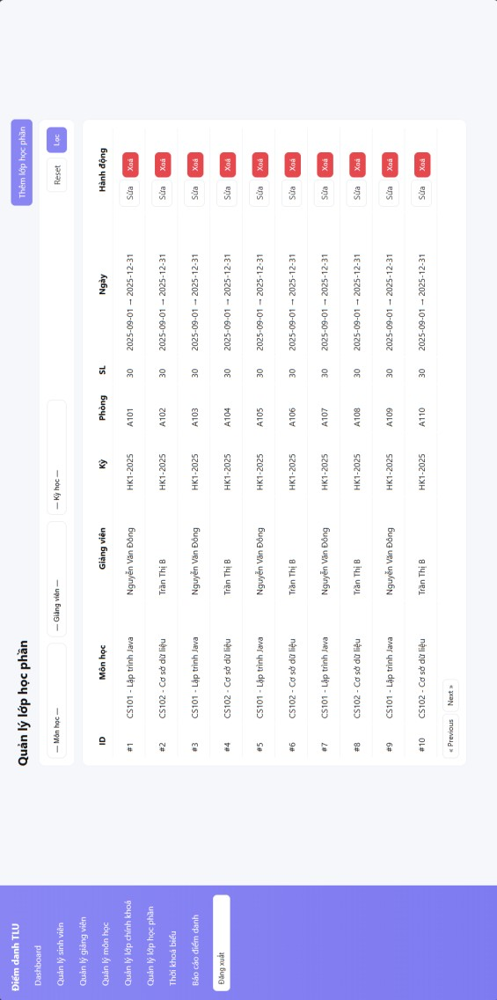 Điểm danh TLU
Dashboard
Quản lý sinh viên
Quản lý giảng viên
Quản lý môn học
Quản lý lớp chính khoá
Quản lý lớp học phần
Thời khoá biểu
Báo cáo điểm danh
Đăng xuất
Quản lý lớp học phần
Thêm lớp học phần
— Môn học — — Giảng viên — — Kỳ học — Reset Lọc
ID Môn học Giảng viên Kỳ Phòng SL Ngày Hành động
#1 CS101 - Lập trình Java Nguyễn Văn Đông HK1-2025 A101 30 2025-09-01 → 2025-12-31 Sửa Xoá
#2 CS102 - Cơ sở dữ liệu Trần Thị B HK1-2025 A102 30 2025-09-01 → 2025-12-31 Sửa Xoá
#3 CS101 - Lập trình Java Nguyễn Văn Đông HK1-2025 A103 30 2025-09-01 → 2025-12-31 Sửa Xoá
#4 CS102 - Cơ sở dữ liệu Trần Thị B HK1-2025 A104 30 2025-09-01 → 2025-12-31 Sửa Xoá
#5 CS101 - Lập trình Java Nguyễn Văn Đông HK1-2025 A105 30 2025-09-01 → 2025-12-31 Sửa Xoá
#6 CS102 - Cơ sở dữ liệu Trần Thị B HK1-2025 A106 30 2025-09-01 → 2025-12-31 Sửa Xoá
#7 CS101 - Lập trình Java Nguyễn Văn Đông HK1-2025 A107 30 2025-09-01 → 2025-12-31 Sửa Xoá
#8 CS102 - Cơ sở dữ liệu Trần Thị B HK1-2025 A108 30 2025-09-01 → 2025-12-31 Sửa Xoá
#9 CS101 - Lập trình Java Nguyễn Văn Đông HK1-2025 A109 30 2025-09-01 → 2025-12-31 Sửa Xoá
#10 CS102 - Cơ sở dữ liệu Trần Thị B HK1-2025 A110 30 2025-09-01 → 2025-12-31 Sửa Xoá
« Previous Next »